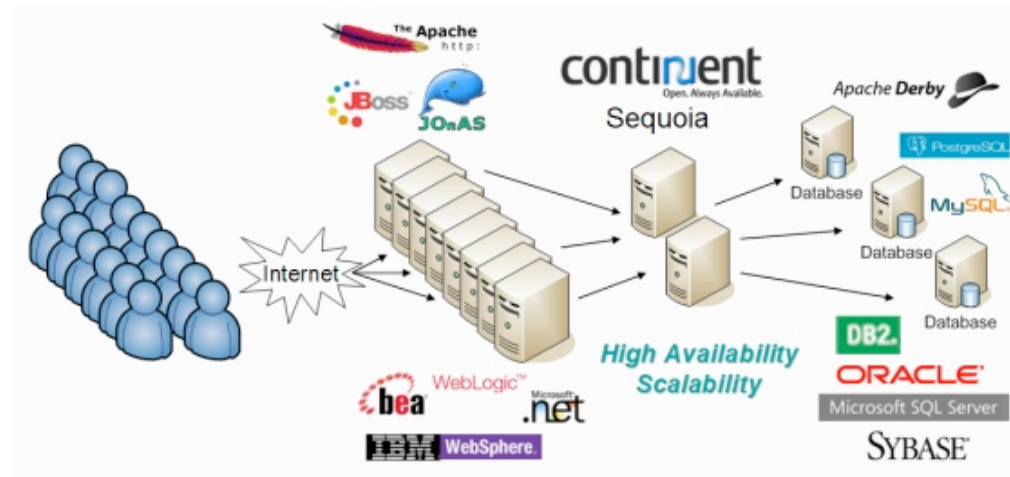 The Apache
http:
JBoss
JOnAS
continuent
Open. Always Available.
Sequoia
Apache Derby
PostgreSQL
MySQL
Database
Database
Database
Internet
High Availability
Scalability
bea
WebLogic™
Microsoft
.net
IBM WebSphere.
DB2.
ORACLE
Microsoft SQL Server
SYBASE